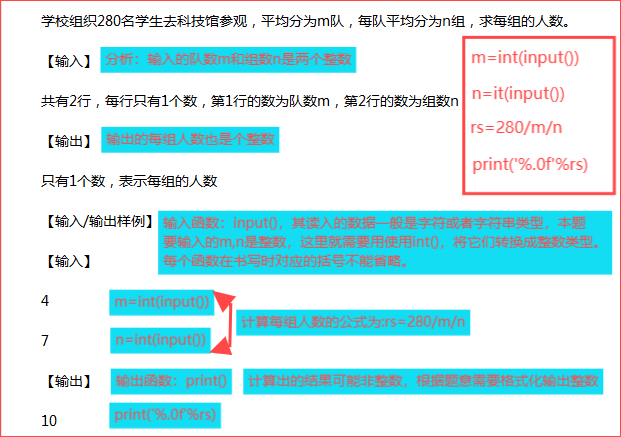 学校组织280名学生去科技馆参观，平均分为m队，每队平均分为n组，求每组的人数。
【输入】 分析：输入的队数m和组数n是两个整数
m=int(input())
共有2行，每行只有1个数，第1行的数为队数m，第2行的数为组数n
n=it(input())
【输出】 输出的每组人数也是个整数
rs=280/m/n
print('%.0f'%rs)
只有1个数，表示每组的人数
【输入/输出样例】 输入函数：input()，其读入的数据一般是字符或者字符串类型，本题
要输入的m,n是整数，这里就需要用使用int()，将它们转换成整数类型。
【输入】 每个函数在书写时对应的括号不能省略。
4 m=int(input())
计算每组人数的公式为:rs=280/m/n
7 n=int(input())
【输出】 输出函数：print() 计算出的结果可能非整数，根据题意需要格式化输出整数
10 print('%.0f'%rs)